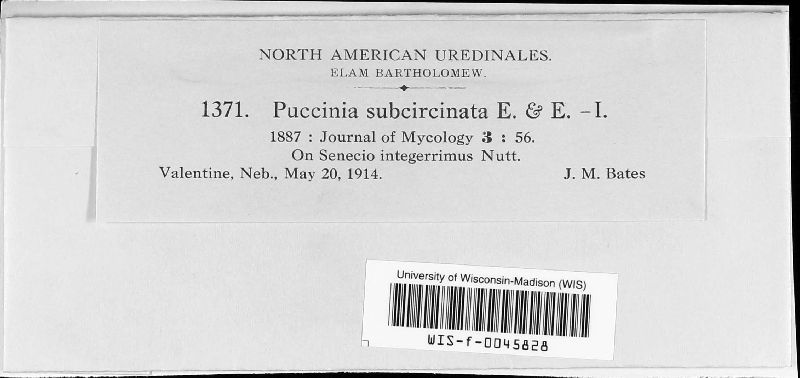 NORTH AMERICAN UREDINALES.
ELAM BARTHOLOMEW.
1371. Puccinia subcircinata E. & E. –I.
1887 : Journal of Mycology 3 : 56.
On Senecio integerrimus Nutt.
Valentine, Neb., May 20, 1914. J. M. Bates
University of Wisconsin-Madison (WIS)
WIS-f-0045828